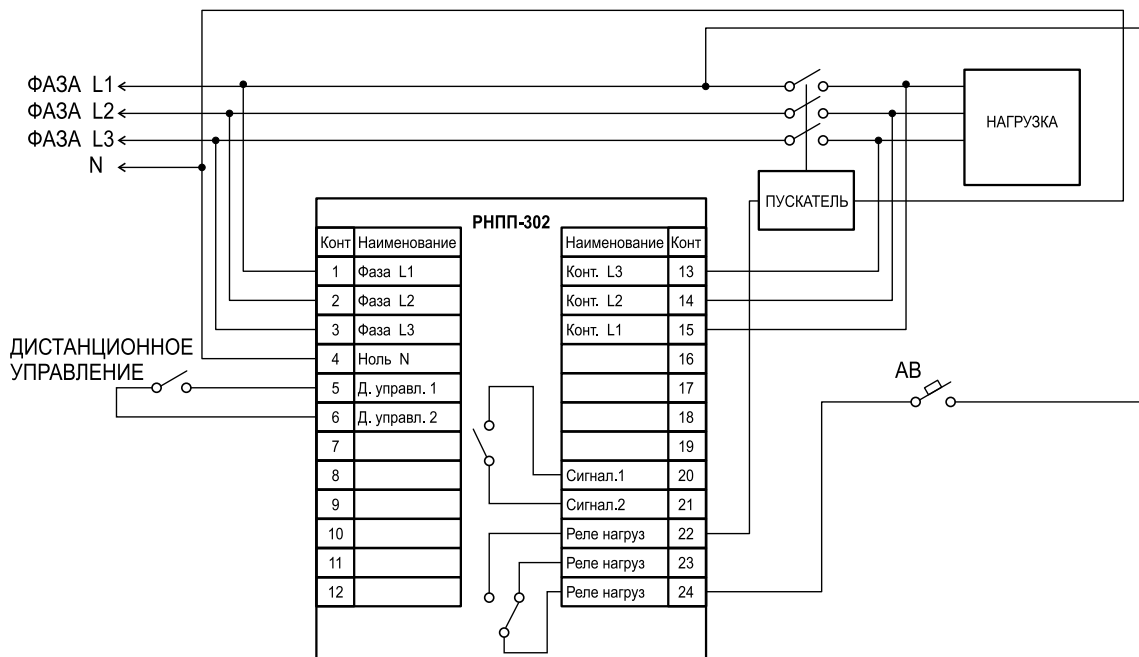 ФАЗА L1
ФАЗА L2
ФАЗА L3
N
НАГРУЗКА
ПУСКАТЕЛЬ
РНПП-302
Конт Наименование Наименование Конт
1 Фаза L1 Конт. L3 13
2 Фаза L2 Конт. L2 14
3 Фаза L3 Конт. L1 15
4 Ноль N 16
5 Д. управл. 1 17
6 Д. управл. 2 18
7 19
8 Сигнал.1 20
9 Сигнал.2 21
10 Реле нагруз 22
11 Реле нагруз 23
12 Реле нагруз 24
ДИСТАНЦИОННОЕ
УПРАВЛЕНИЕ
АВ